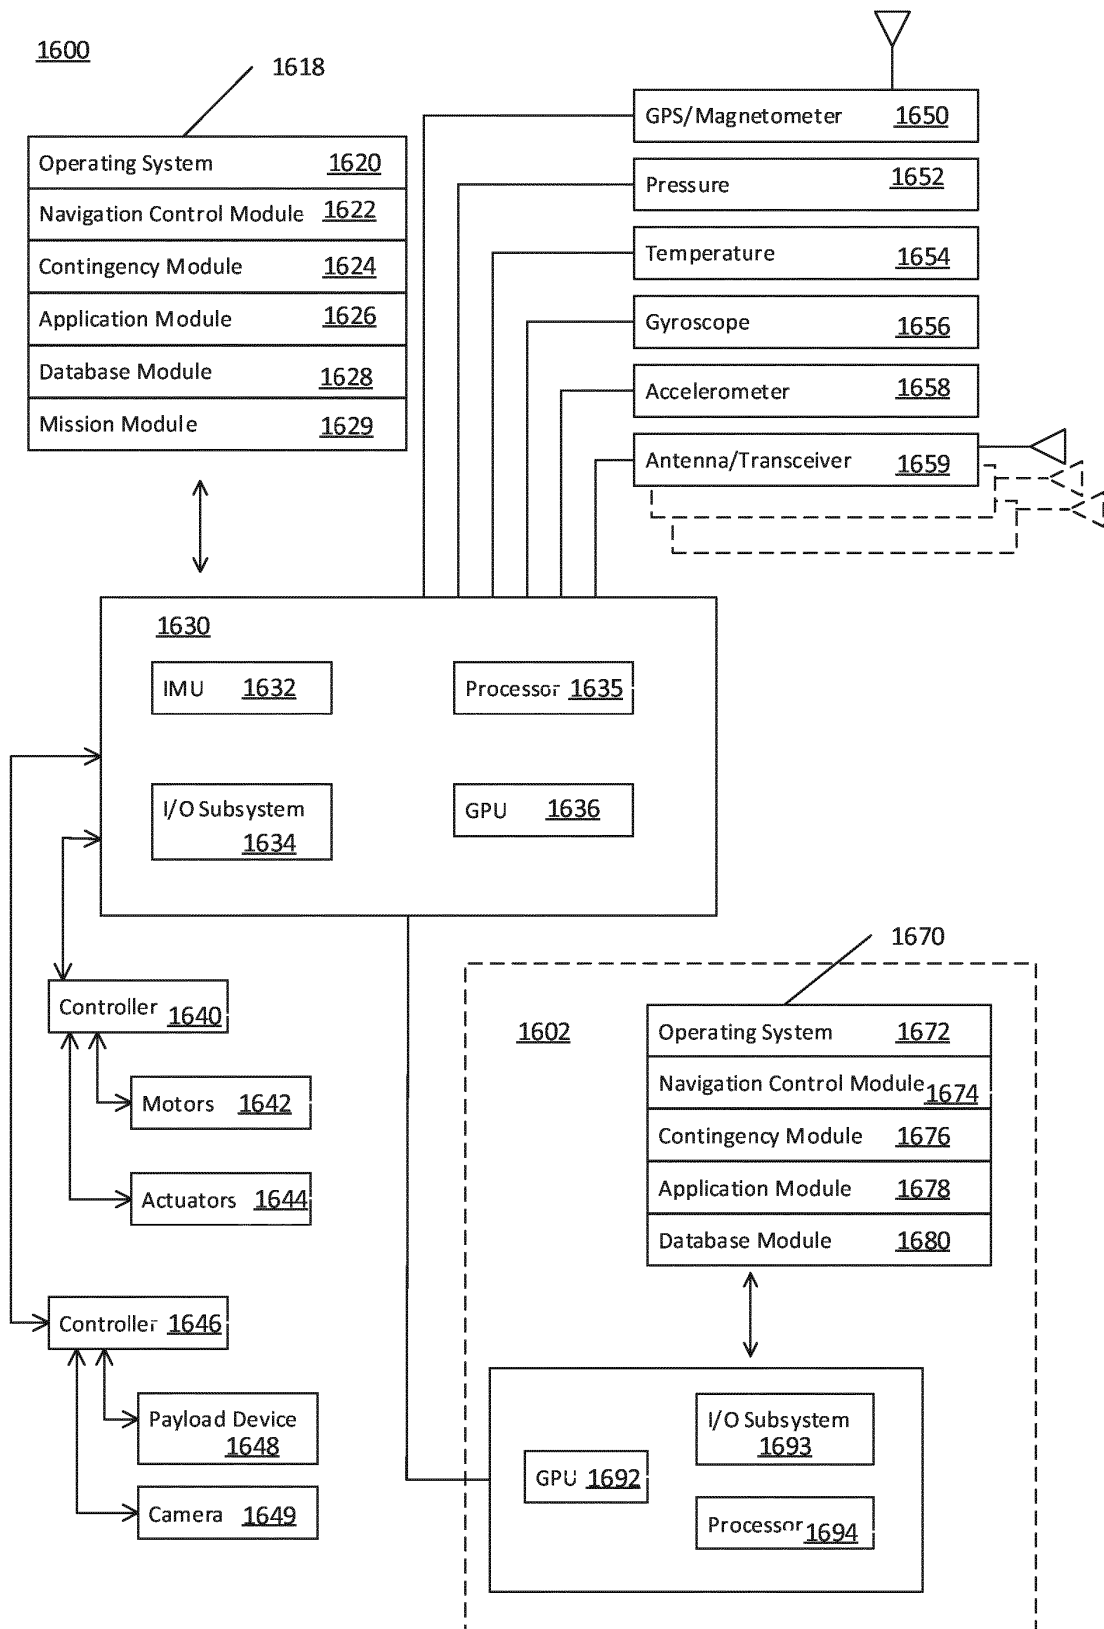 1600
1618
Operating System 1620
Navigation Control Module 1622
Contingency Module 1624
Application Module 1626
Database Module 1628
Mission Module 1629
GPS/Magnetometer 1650
Pressure 1652
Temperature 1654
Gyroscope 1656
Accelerometer 1658
Antenna/Transceiver 1659
1630
IMU 1632
Processor 1635
I/O Subsystem
1634
GPU 1636
Controller 1640
Motors 1642
Actuators 1644
Controller 1646
Payload Device
1648
Camera 1649
1670
1602
Operating System 1672
Navigation Control Module 1674
Contingency Module 1676
Application Module 1678
Database Module 1680
I/O Subsystem
1693
GPU 1692
Processor 1694